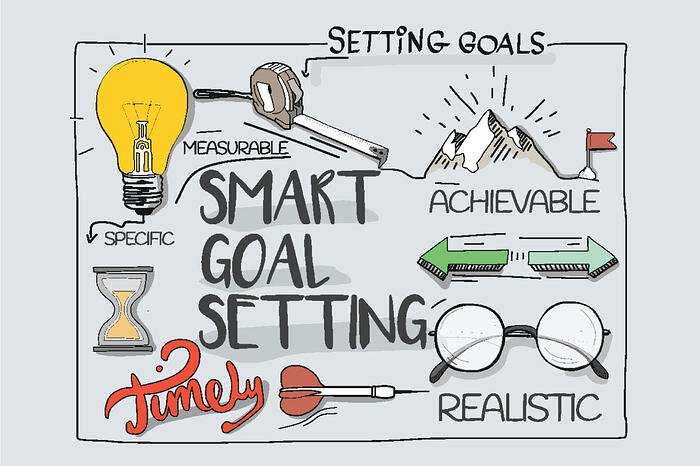 SETTING GOALS
MEASURABLE
SMART
GOAL
SETTING
SPECIFIC
ACHIEVABLE
Timely
REALISTIC